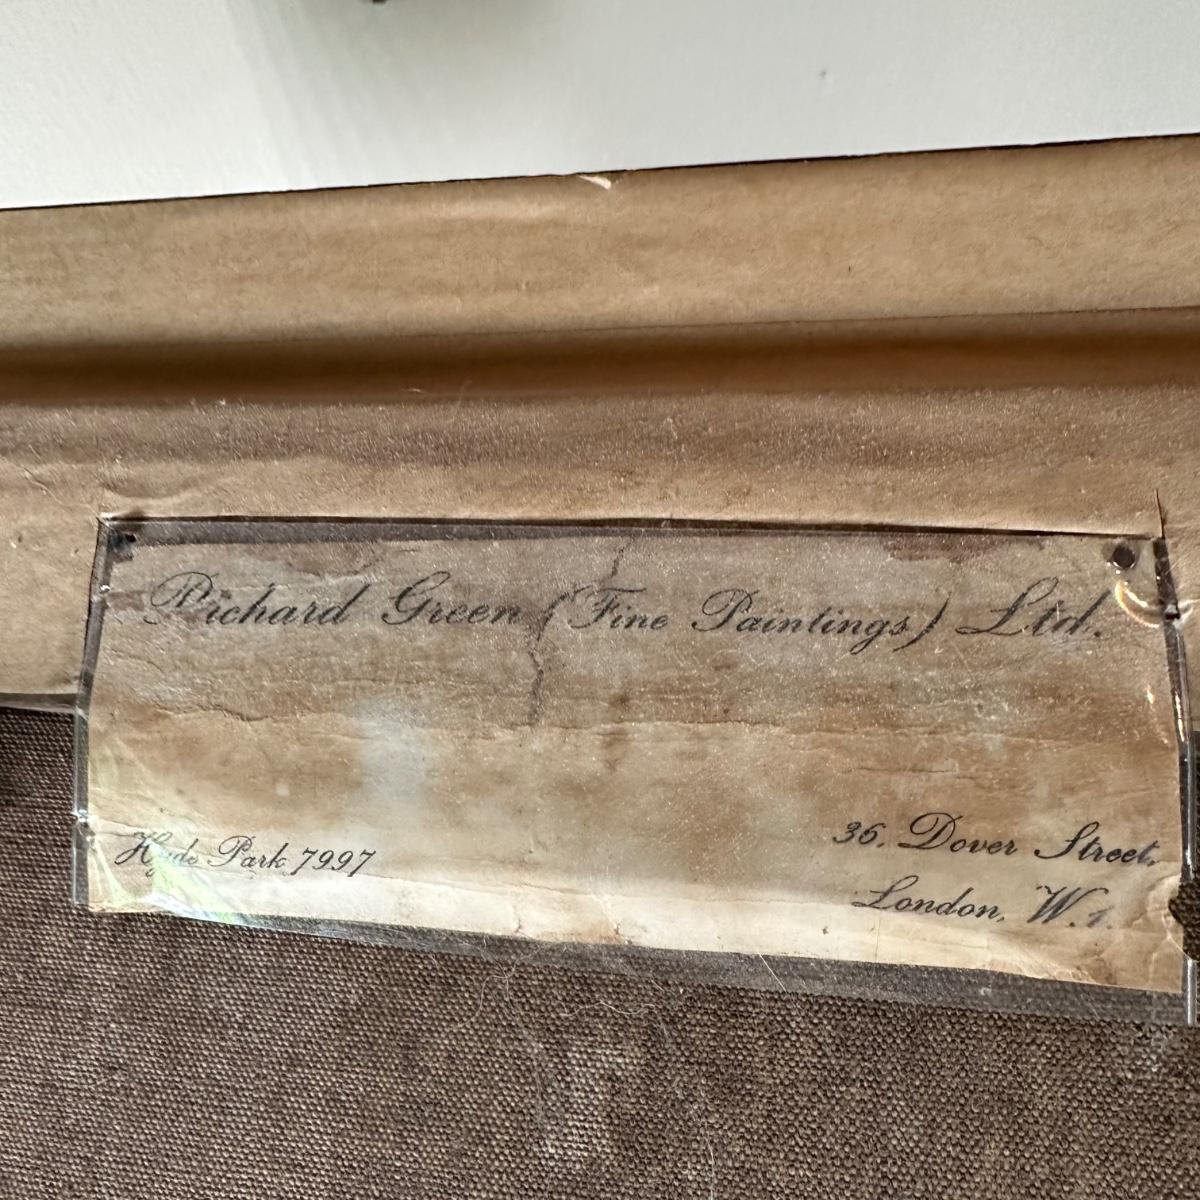 Richard Green (Fine Paintings) Ltd.
Hyde Park 7997
36, Dover Street,
London, W.1.